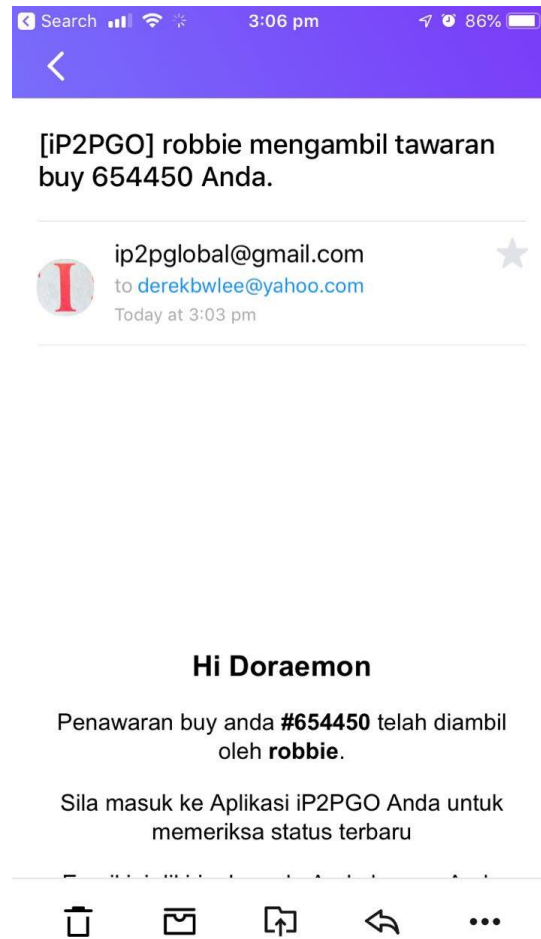 Search 3:06 pm 86%
[iP2PGO] robbie mengambil tawaran
buy 654450 Anda.
I
ip2pglobal@gmail.com
to derekbwlee@yahoo.com
Today at 3:03 pm
Hi Doraemon
Penawaran buy anda #654450 telah diambil
oleh robbie.
Sila masuk ke Aplikasi iP2PGO Anda untuk
memeriksa status terbaru